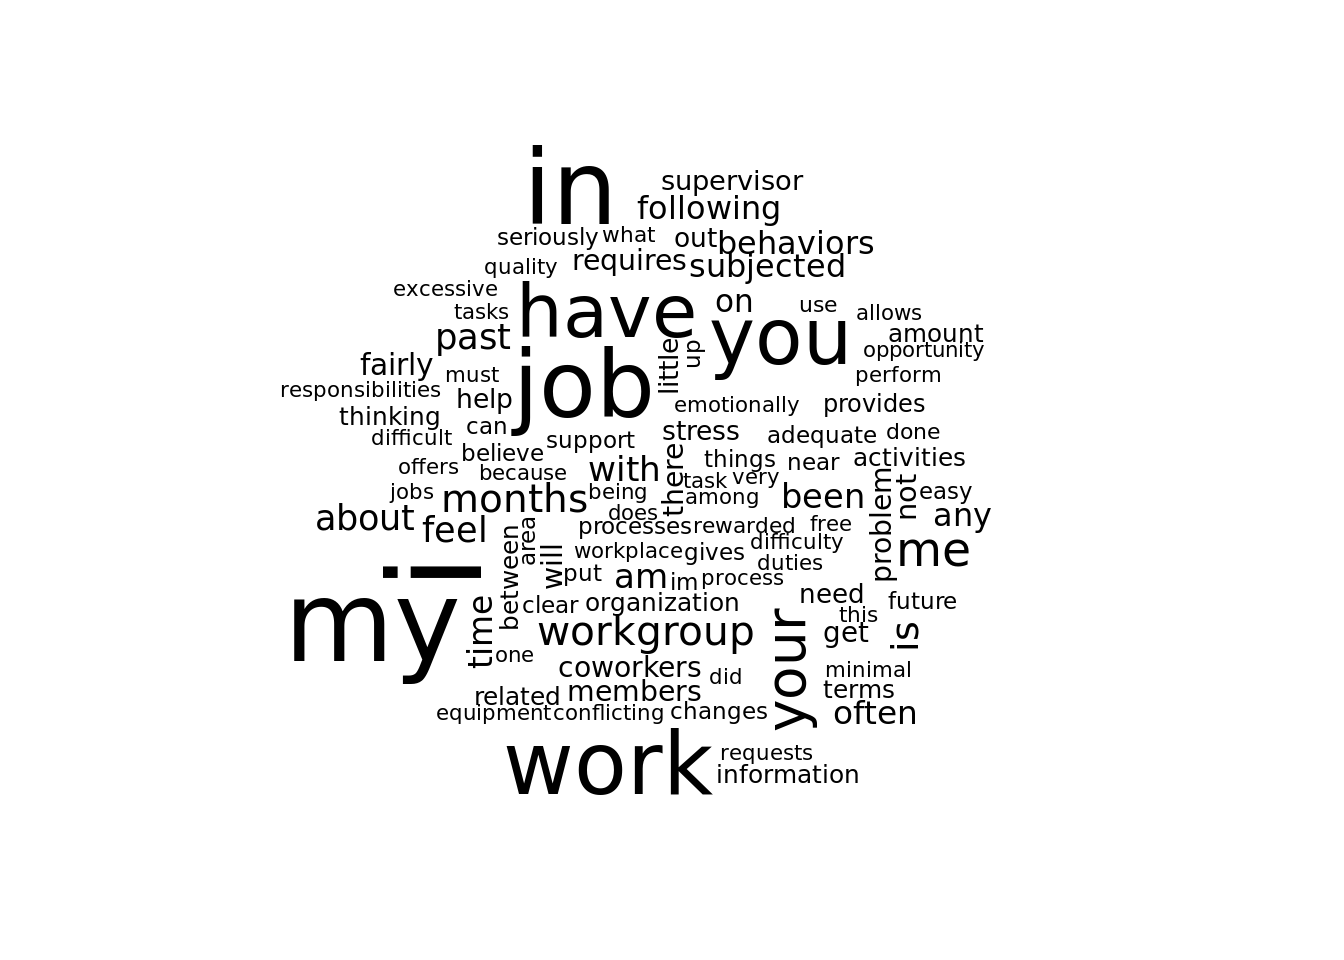 in
supervisor
following
seriously what out behaviors
quality requires subjected
excessive
tasks have on use allows
past you amount
fairly job little up opportunity
responsibilities must perform
thinking help emotionally provides
difficult can support stress adequate done
offers believe with there things near activities
jobs because task very
months being among been problem not easy
about feel does any
between area will processes rewarded free
workplace gives difficulty me
i put am im process duties
my time clear organization need this future
one workgroup your get is
coworkers did minimal
related members terms
equipment conflicting changes often
work requests
information